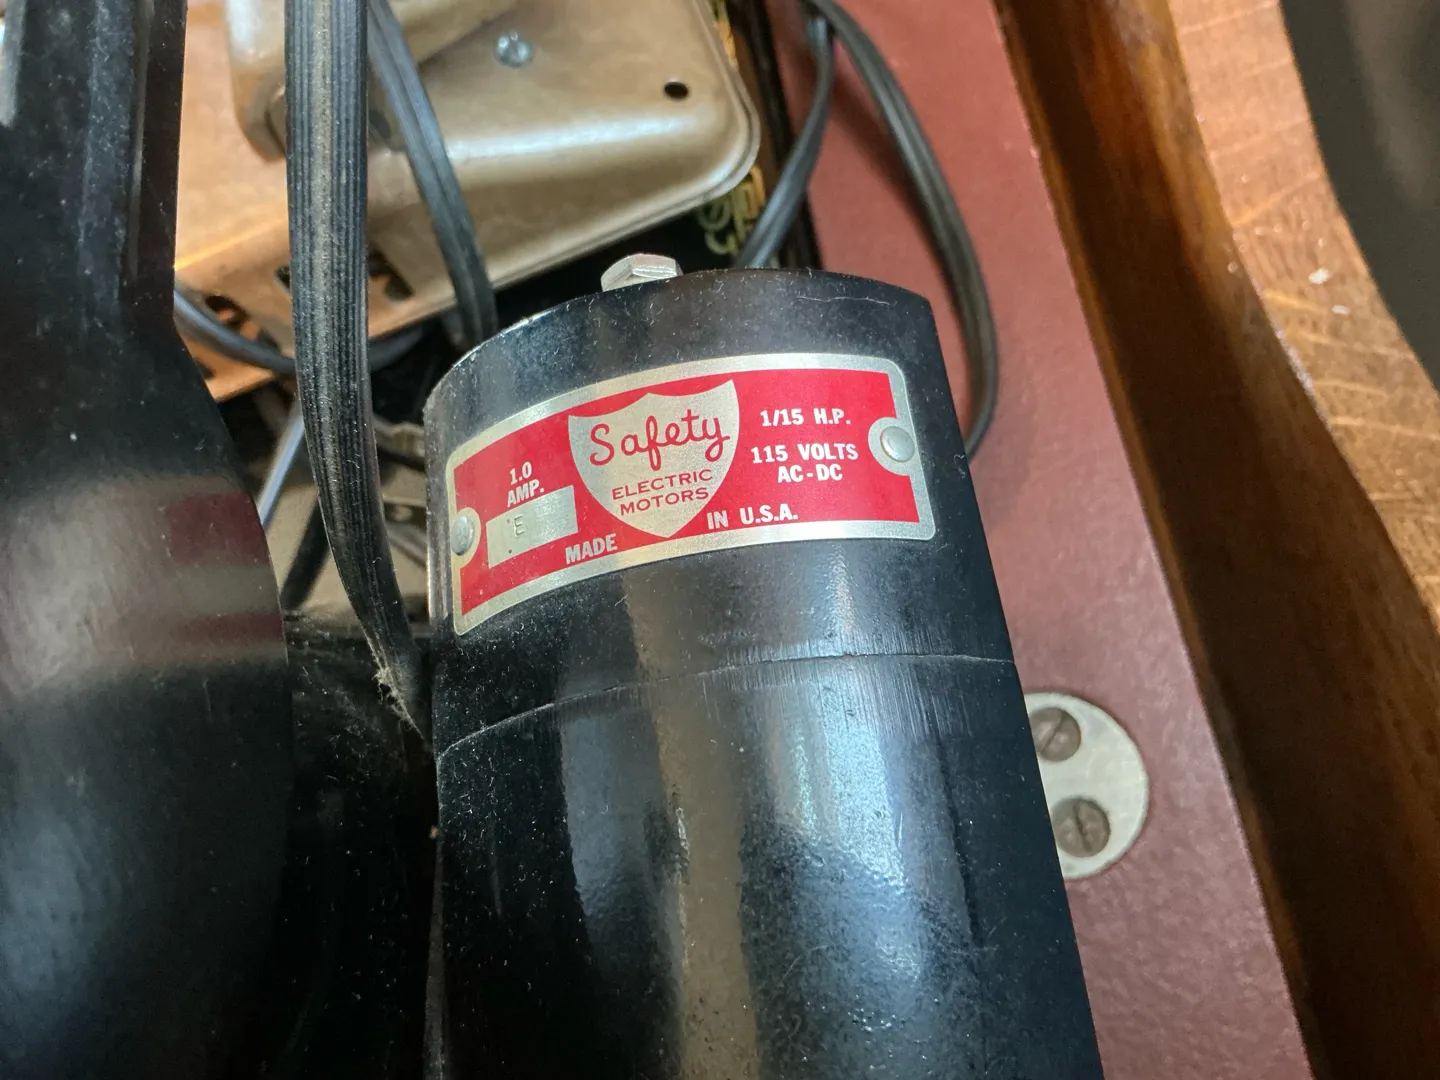 1.0
AMP.
E
Safety
ELECTRIC
MOTORS
1/15 H.P.
115 VOLTS
AC-DC
MADE IN U.S.A.